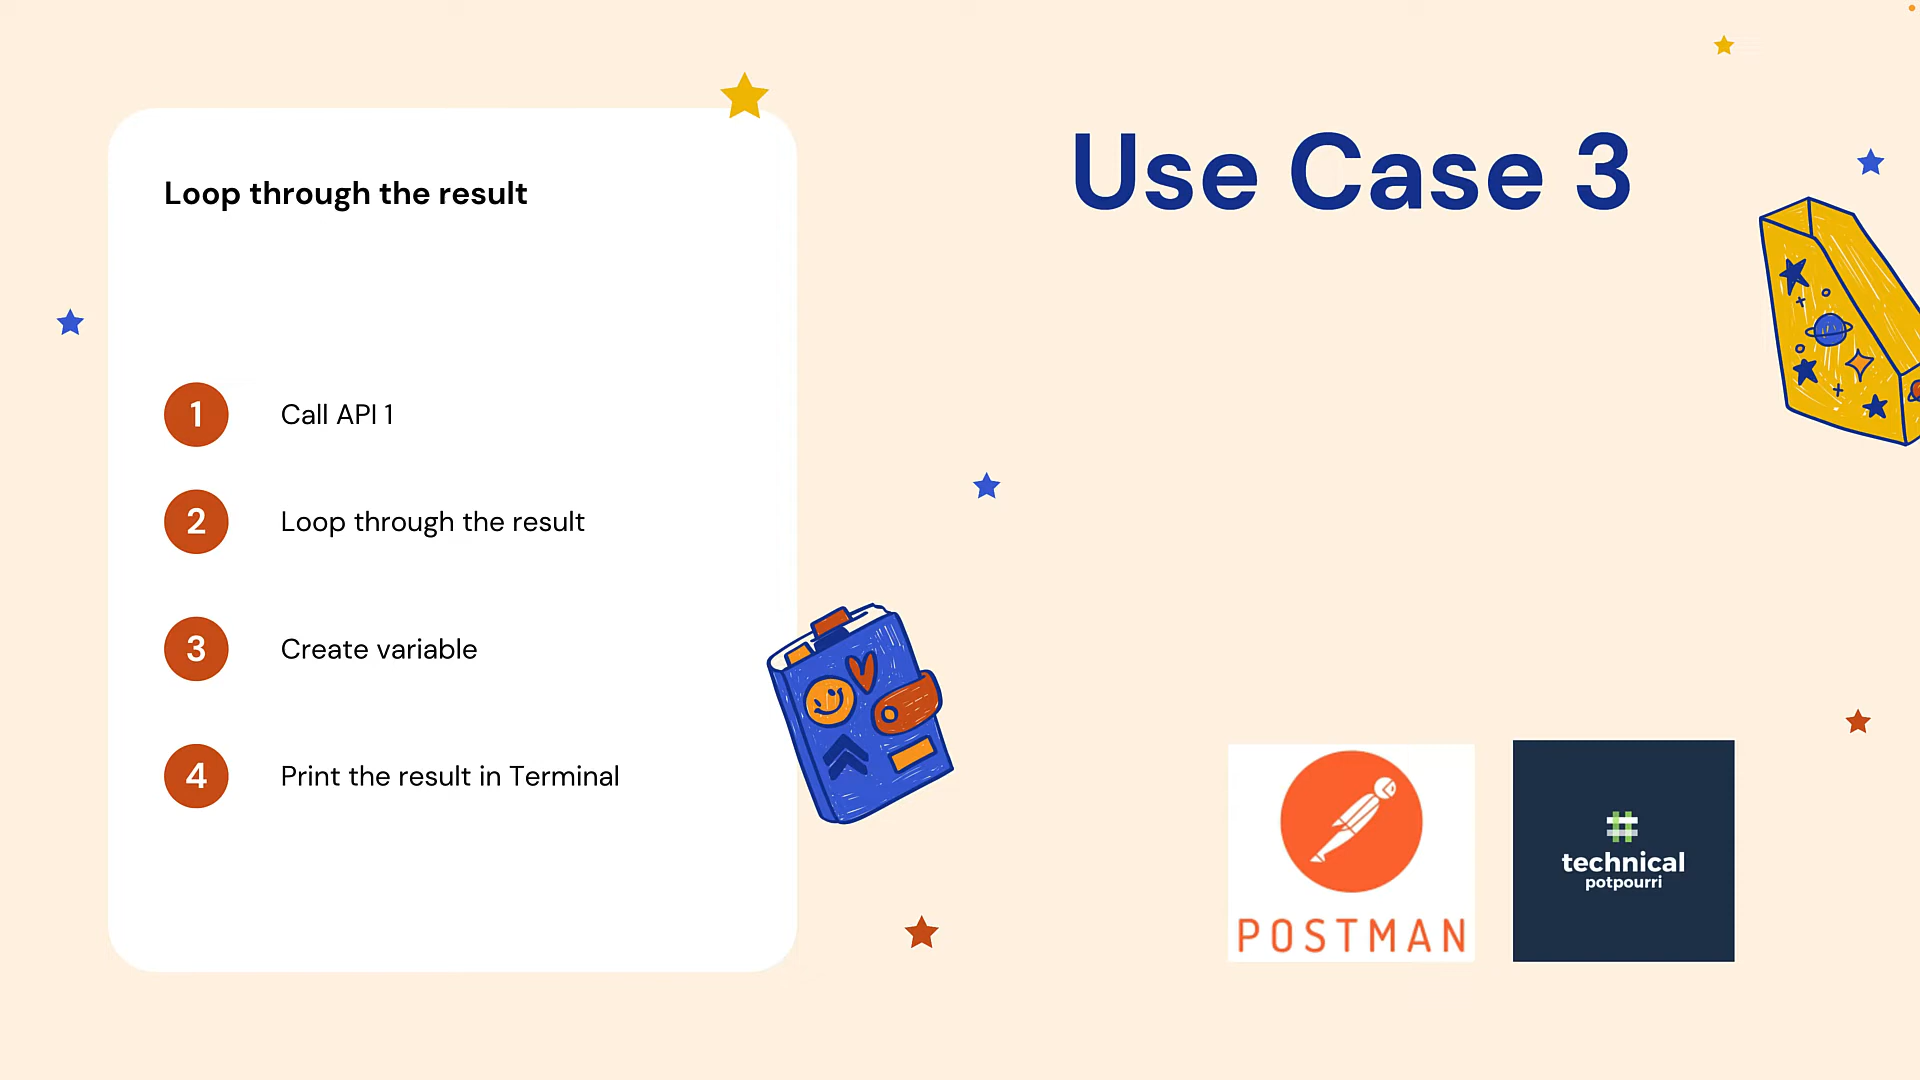 Use Case 3
Loop through the result
1 Call API 1
2 Loop through the result
3 Create variable
4 Print the result in Terminal
POSTMAN
technical
potpourri